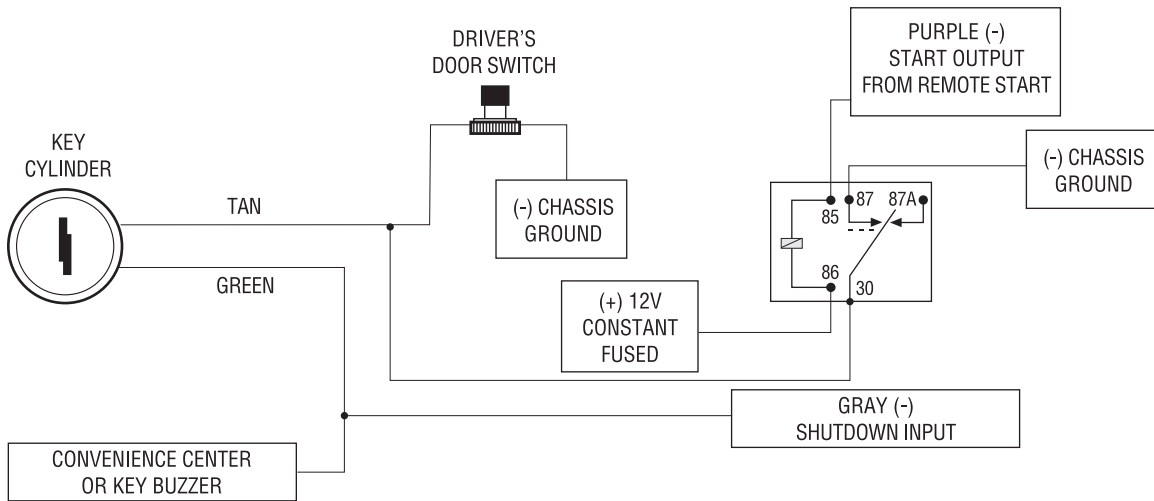 DRIVER'S
DOOR SWITCH
PURPLE (-)
START OUTPUT
FROM REMOTE START
KEY
CYLINDER
(-) CHASSIS
GROUND
TAN
(-) CHASSIS
GROUND
87
87A
85
GREEN
86
30
(+) 12V
CONSTANT
FUSED
GRAY (-)
SHUTDOWN INPUT
CONVENIENCE CENTER
OR KEY BUZZER